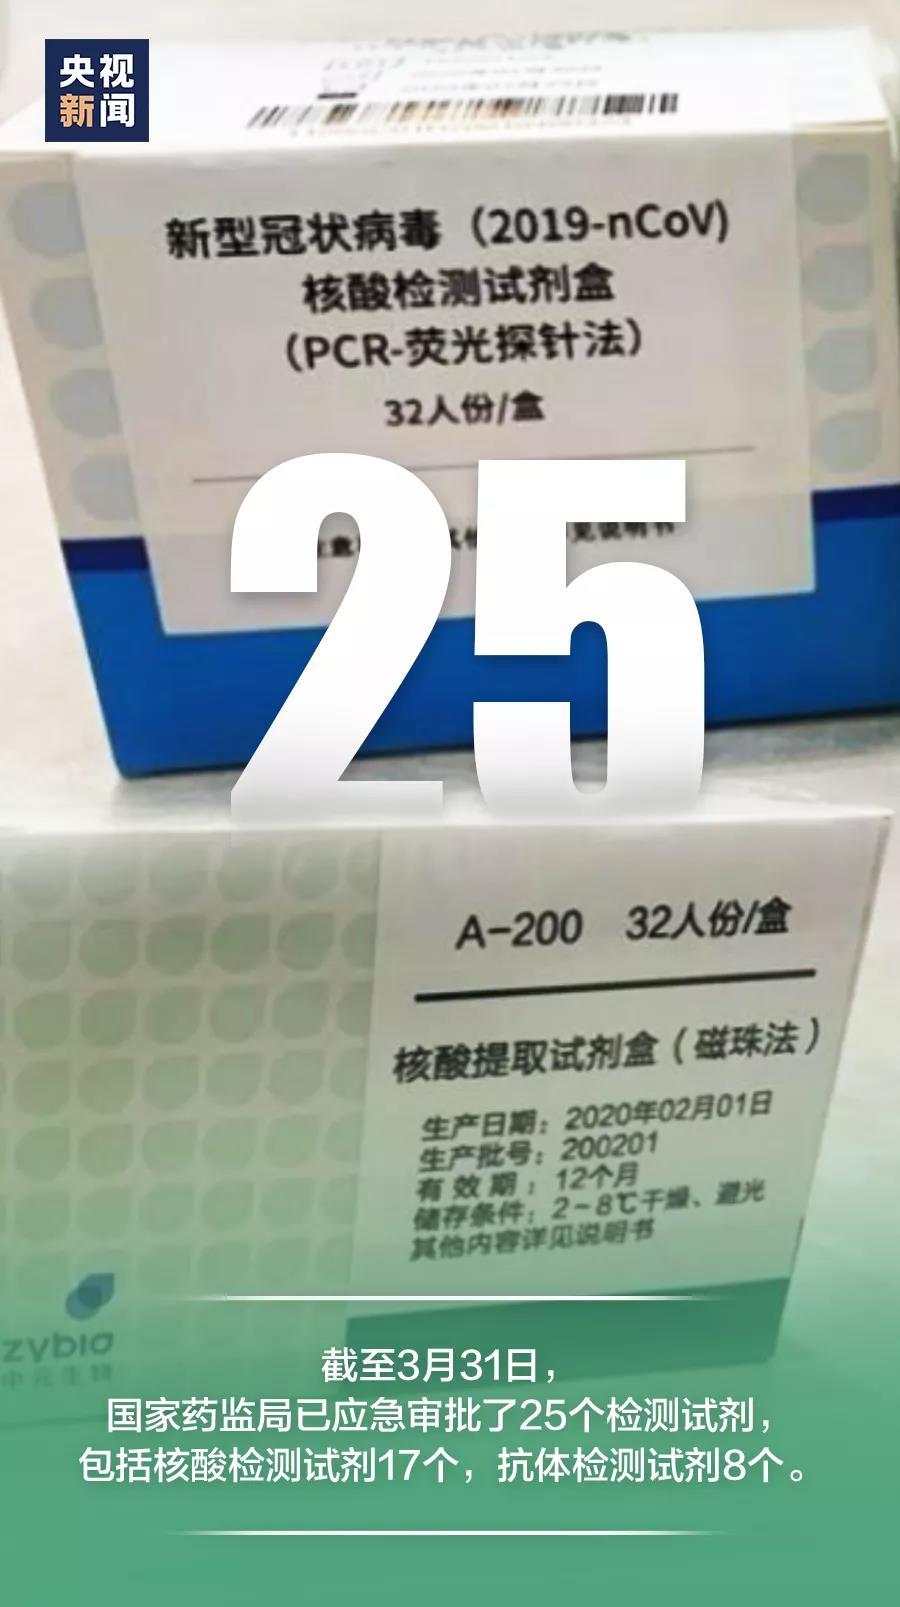 央视
新闻
新型冠状病毒（2019-nCoV)
核酸检测试剂盒
（PCR-荧光探针法）
32人份/盒
见说明书
25
A-200 32人份/盒
核酸提取试剂盒（磁珠法）
生产日期：2020年02月01日
生产批号：200201
有效期：12个月
储存条件：2~8℃干燥、避光
其他内容详见说明书
zybio
中元生物
截至3月31日，
国家药监局已应急审批了25个检测试剂，
包括核酸检测试剂17个，抗体检测试剂8个。